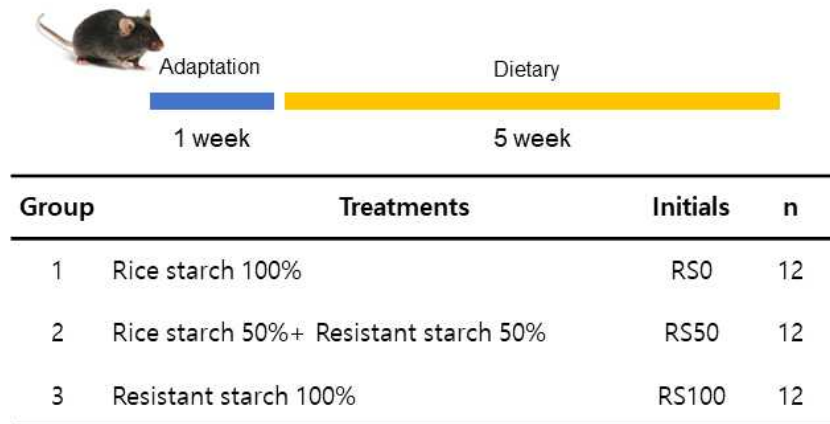 Adaptation Dietary
1 week 5 week
Group Treatments Initials n
1 Rice starch 100% RS0 12
2 Rice starch 50%+ Resistant starch 50% RS50 12
3 Resistant starch 100% RS100 12